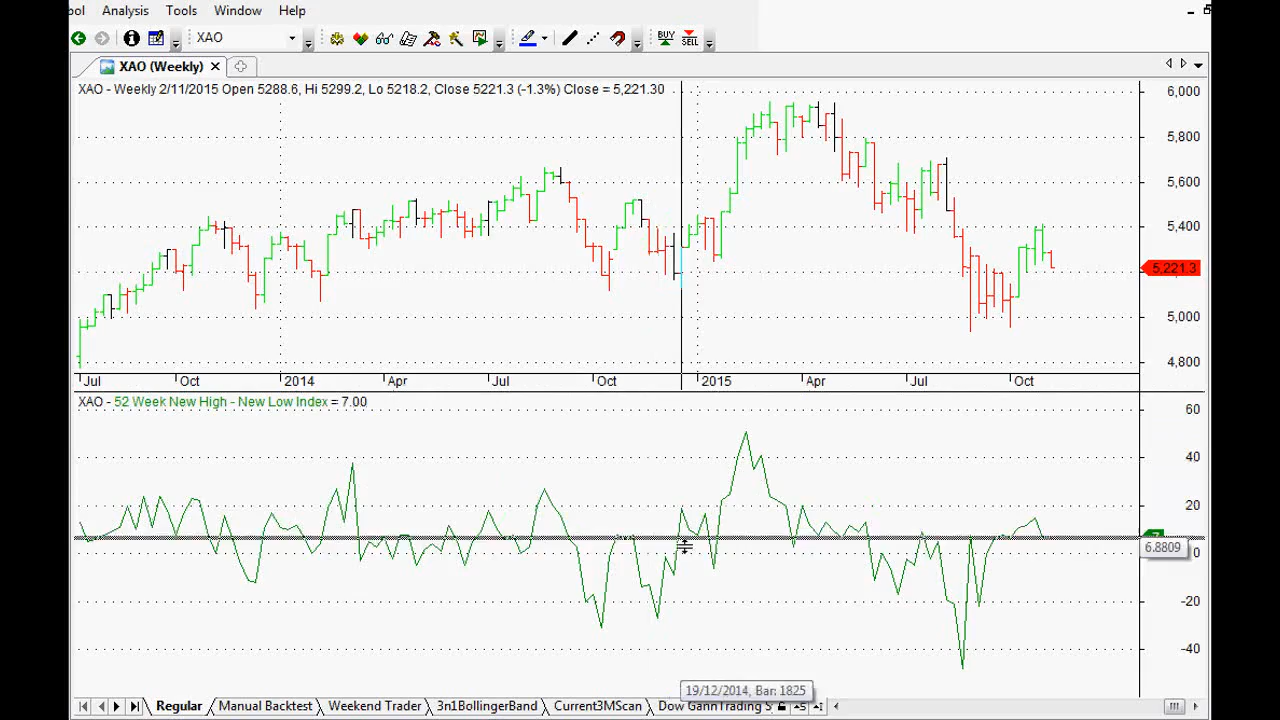 ool Analysis Tools Window Help
XAO BUY SELL
XAO (Weekly)
XAO - Weekly 2/11/2015 Open 5288.6, Hi 5299.2, Lo 5218.2, Close 5221.3 (-1.3%) Close = 5,221.30
6,000
5,800
5,600
5,400
5,221.3
5,000
4,800
Jul Oct 2014 Apr Jul Oct 2015 Apr Jul Oct
XAO - 52 Week New High - New Low Index = 7.00
60
40
20
7
6.8809
0
-20
-40
19/12/2014, Bar: 1825
Regular Manual Backtest Weekend Trader 3n1BollingerBand Current3MScan Dow Gann Trading S